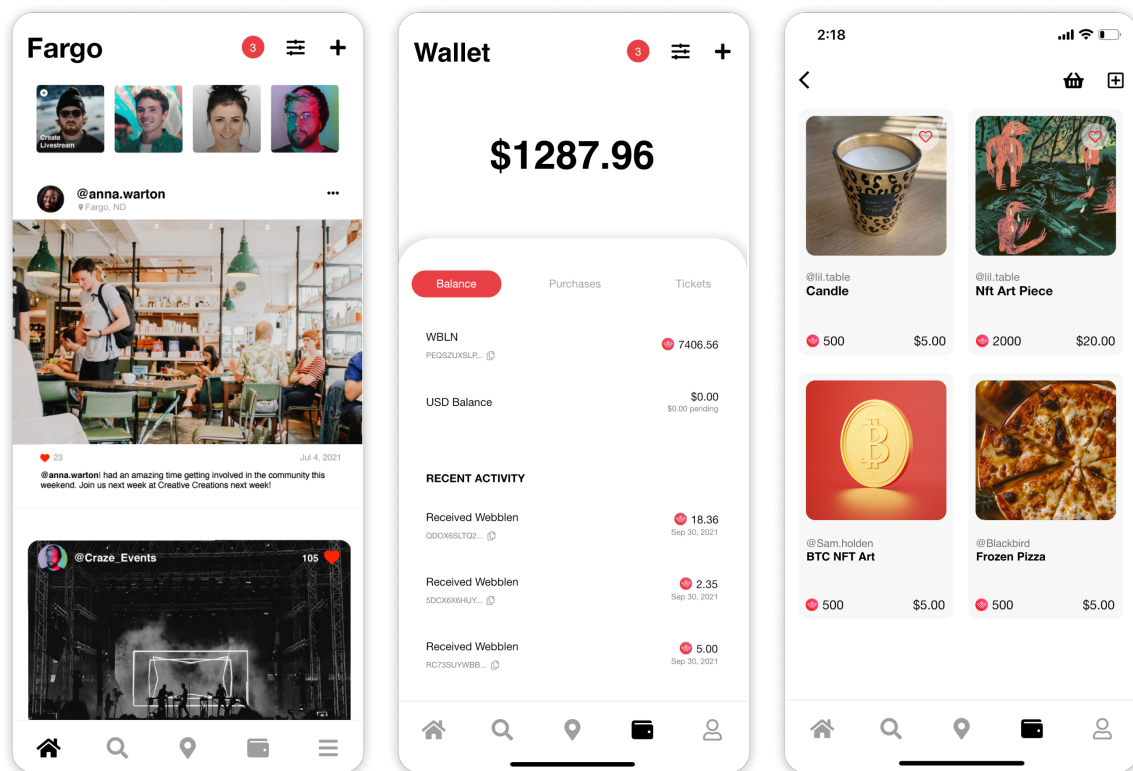 Fargo
3
Create
Livestream
@anna.warton
Fargo, ND
23
Jul 4, 2021
@anna.wartonI had an amazing time getting involved in the community this
weekend. Join us next week at Creative Creations next week!
@Craze_Events
105
Wallet
3
$1287.96
Balance
Purchases
Tickets
WBLN
7406.56
PEQSZUXSLP...
USD Balance
$0.00
$0.00 pending
RECENT ACTIVITY
Received Webblen
18.36
QDOX6SLTQ2...
Sep 30, 2021
Received Webblen
2.35
5DCX6X6HUY...
Sep 30, 2021
Received Webblen
5.00
RC73SUYWBB...
Sep 30, 2021
2:18
@lil.table
Candle
500
$5.00
@lil.table
Nft Art Piece
2000
$20.00
@Sam.holden
BTC NFT Art
500
$5.00
@Blackbird
Frozen Pizza
500
$5.00